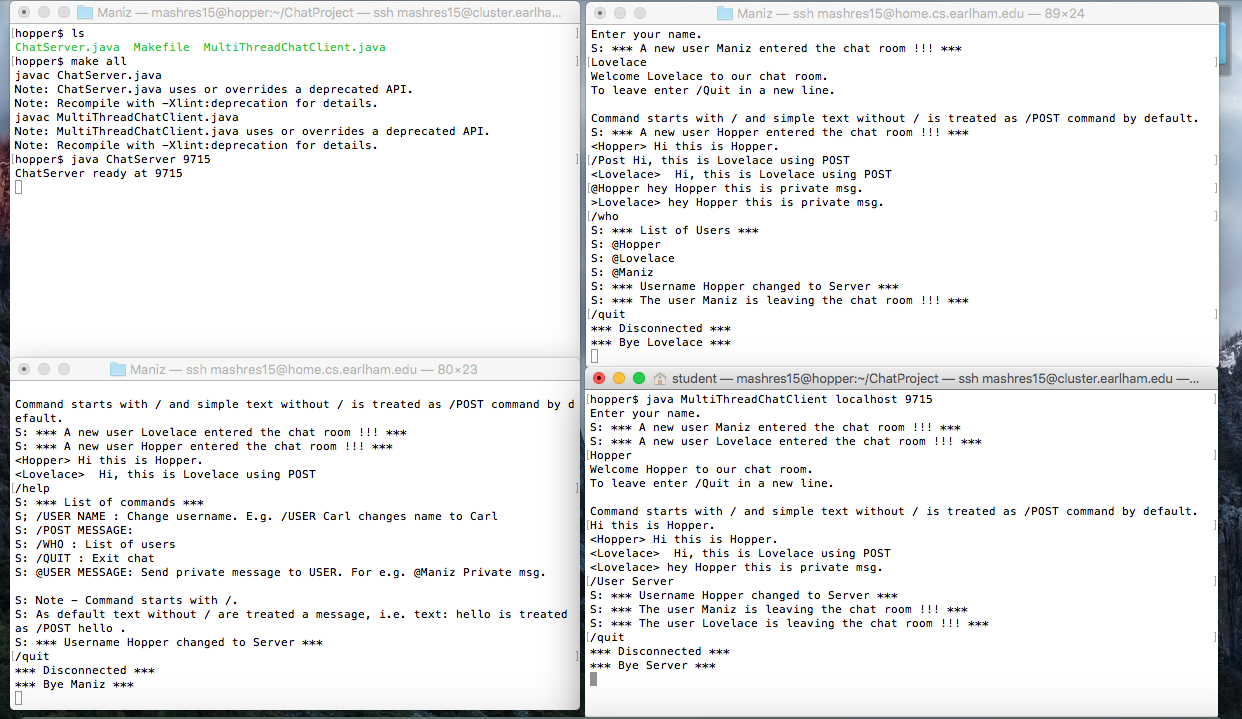 Maniz — mashres15@hopper:~/ChatProject — ssh mashres15@cluster.earlha...
[hopper$ ls
ChatServer.java  Makefile  MultiThreadChatClient.java
[hopper$ make all
javac ChatServer.java
Note: ChatServer.java uses or overrides a deprecated API.
Note: Recompile with -Xlint:deprecation for details.
javac MultiThreadChatClient.java
Note: MultiThreadChatClient.java uses or overrides a deprecated API.
Note: Recompile with -Xlint:deprecation for details.
[hopper$ java ChatServer 9715
ChatServer ready at 9715
Maniz — ssh mashres15@home.cs.earlham.edu — 89×24
Enter your name.
S: *** A new user Maniz entered the chat room !!! ***
[Lovelace
Welcome Lovelace to our chat room.
To leave enter /Quit in a new line.
Command starts with / and simple text without / is treated as /POST command by default.
S: *** A new user Hopper entered the chat room !!! ***
<Hopper> Hi this is Hopper.
[/Post Hi, this is Lovelace using POST
<Lovelace>  Hi, this is Lovelace using POST
[@Hopper hey Hopper this is private msg.
>Lovelace> hey Hopper this is private msg.
[/who
S: *** List of Users ***
S: @Hopper
S: @Lovelace
S: @Maniz
S: *** Username Hopper changed to Server ***
S: *** The user Maniz is leaving the chat room !!! ***
[/quit
*** Disconnected ***
*** Bye Lovelace ***
Maniz — ssh mashres15@home.cs.earlham.edu — 80×23
Command starts with / and simple text without / is treated as /POST command by d
efault.
S: *** A new user Lovelace entered the chat room !!! ***
S: *** A new user Hopper entered the chat room !!! ***
<Hopper> Hi this is Hopper.
<Lovelace>  Hi, this is Lovelace using POST
[/help
S: *** List of commands ***
S; /USER NAME : Change username. E.g. /USER Carl changes name to Carl
S: /POST MESSAGE:
S: /WHO : List of users
S: /QUIT : Exit chat
S: @USER MESSAGE: Send private message to USER. For e.g. @Maniz Private msg.
S: Note - Command starts with /.
S: As default text without / are treated a message, i.e. text: hello is treated
as /POST hello .
S: *** Username Hopper changed to Server ***
[/quit
*** Disconnected ***
*** Bye Maniz ***
student — mashres15@hopper:~/ChatProject — ssh mashres15@cluster.earlham.edu —...
[hopper$ java MultiThreadChatClient localhost 9715
Enter your name.
S: *** A new user Maniz entered the chat room !!! ***
S: *** A new user Lovelace entered the chat room !!! ***
[Hopper
Welcome Hopper to our chat room.
To leave enter /Quit in a new line.
Command starts with / and simple text without / is treated as /POST command by default.
[Hi this is Hopper.
<Hopper> Hi this is Hopper.
<Lovelace>  Hi, this is Lovelace using POST
<Lovelace> hey Hopper this is private msg.
[/User Server
S: *** Username Hopper changed to Server ***
S: *** The user Maniz is leaving the chat room !!! ***
S: *** The user Lovelace is leaving the chat room !!! ***
[/quit
*** Disconnected ***
*** Bye Server ***